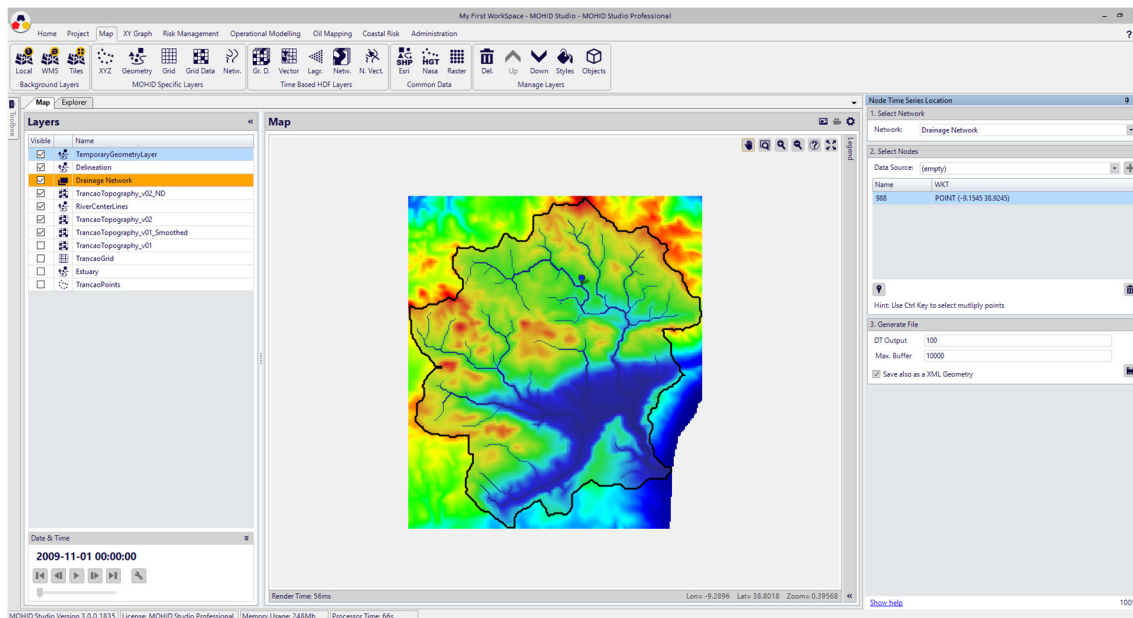 My First WorkSpace - MOHID Studio - MOHID Studio Professional
Home Project Map XY Graph Risk Management Operational Modelling Oil Mapping Coastal Risk Administration ?
SHP HGT
Local WMS Tiles XYZ Geometry Grid Grid Data Netw. Gr. D. Vector Lagr. Netw. N. Vect. Esri Nasa Raster Del. Up Down Styles Objects
Background Layers MOHID Specific Layers Time Based HDF Layers Common Data Manage Layers
Toolbox
Map Explorer
Layers «
Visible Name
TemporaryGeometryLayer
Delineation
Drainage Network
TrancaoTopography_v02_ND
RiverCenterLines
TrancaoTopography_v02
TrancaoTopography_v01_Smoothed
TrancaoTopography_v01
TrancaoGrid
Estuary
TrancaoPoints
Date & Time
2009-11-01 00:00:00
Map
Legend
Render Time: 56ms Lon= -9.2896 Lat= 38.8018 Zoom= 0.39568 «
Node Time Series Location
1. Select Network
Network: Drainage Network
2. Select Nodes
Data Source: (empty)
Name WKT
988 POINT (-9.1545 38.9245)
Hint: Use Ctrl Key to select mutliply points
3. Generate File
DT Output 100
Max. Buffer 10000
Save also as a XML Geometry
Show help 100%
MOHID Studio Version 3.0.0.1835 License: MOHID Studio Professional Memory Usage: 248Mb Processor Time: 66s